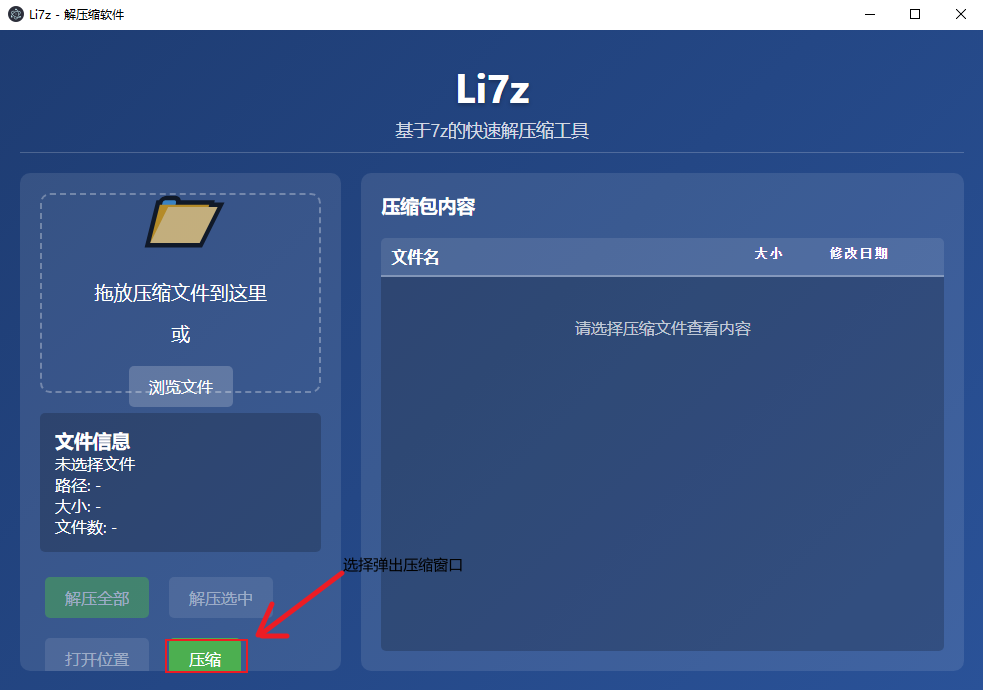 Li7z - 解压缩软件
Li7z
基于7z的快速解压缩工具
拖放压缩文件到这里
或
浏览文件
文件信息
未选择文件
路径: -
大小: -
文件数: -
解压全部
解压选中
打开位置
压缩
选择弹出压缩窗口
压缩包内容
文件名 大小 修改日期
请选择压缩文件查看内容